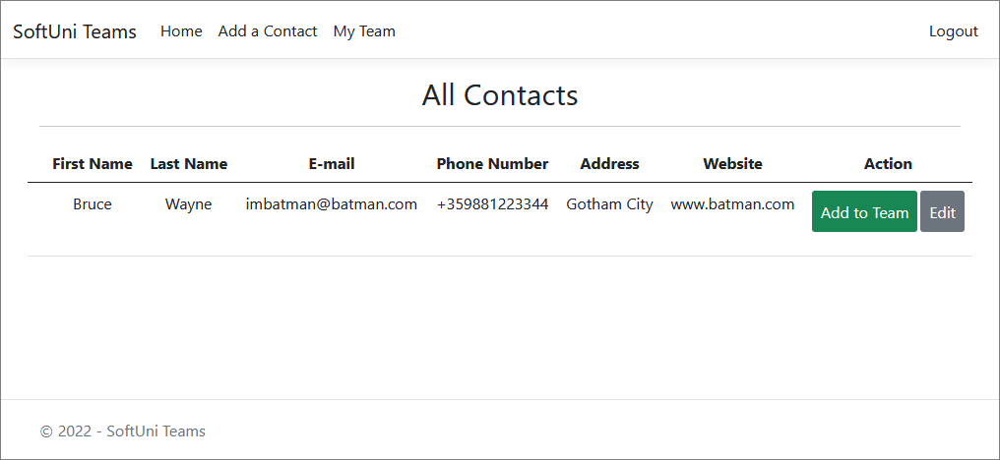 SoftUni Teams Home Add a Contact My Team Logout
All Contacts
First Name Last Name E-mail Phone Number Address Website Action
Bruce Wayne imbatman@batman.com +359881223344 Gotham City www.batman.com Add to Team Edit
© 2022 - SoftUni Teams